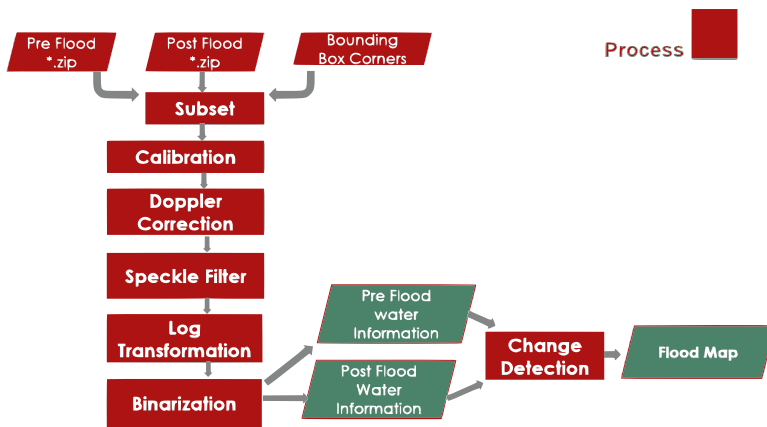 Pre Flood
*.zip
Post Flood
*.zip
Bounding
Box Corners
Process
Subset
Calibration
Doppler
Correction
Speckle Filter
Log
Transformation
Binarization
Pre Flood
water
Information
Post Flood
Water
Information
Change
Detection
Flood Map